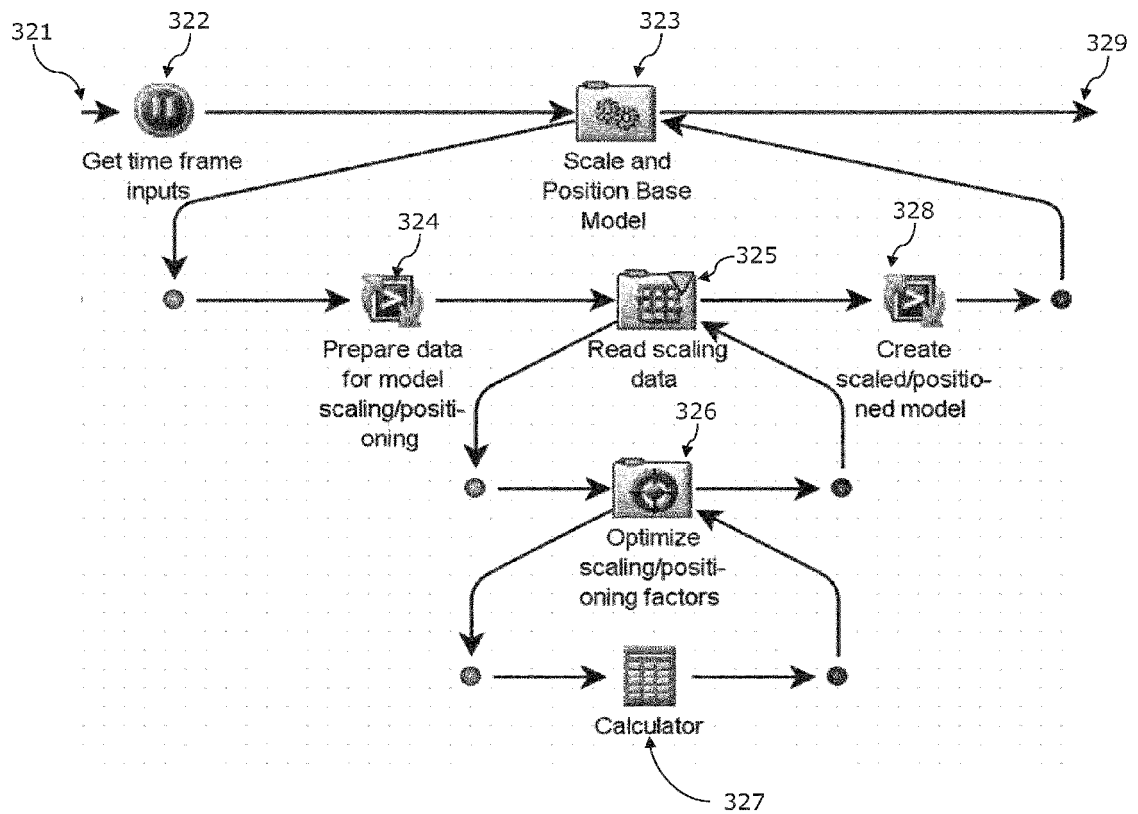 321
322
323
329
Get time frame
inputs
Scale and
Position Base
Model
324
325
328
Prepare data
for model
scaling/positi-
oning
Read scaling
data
Create
scaled/positio-
ned model
326
Optimize
scaling/positi-
oning factors
Calculator
327